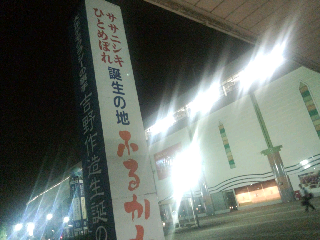 ササニシキ
ひとめぼれ
誕生の地
ふるか
吉野作造生誕の